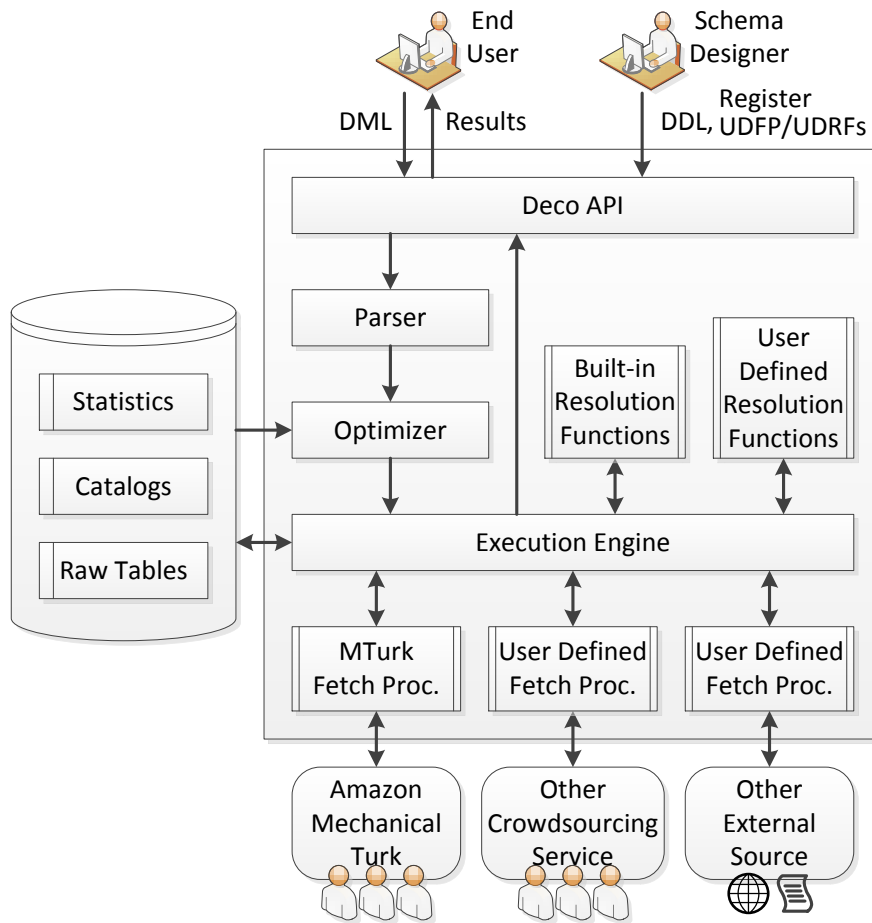 End
User
Schema
Designer
DML
Results
DDL,
Register
UDFP/UDRFs
Deco API
Parser
Built-in
Resolution
Functions
User
Defined
Resolution
Functions
Statistics
Optimizer
Catalogs
Execution Engine
Raw Tables
MTurk
Fetch Proc.
User Defined
Fetch Proc.
User Defined
Fetch Proc.
Amazon
Mechanical
Turk
Other
Crowdsourcing
Service
Other
External
Source